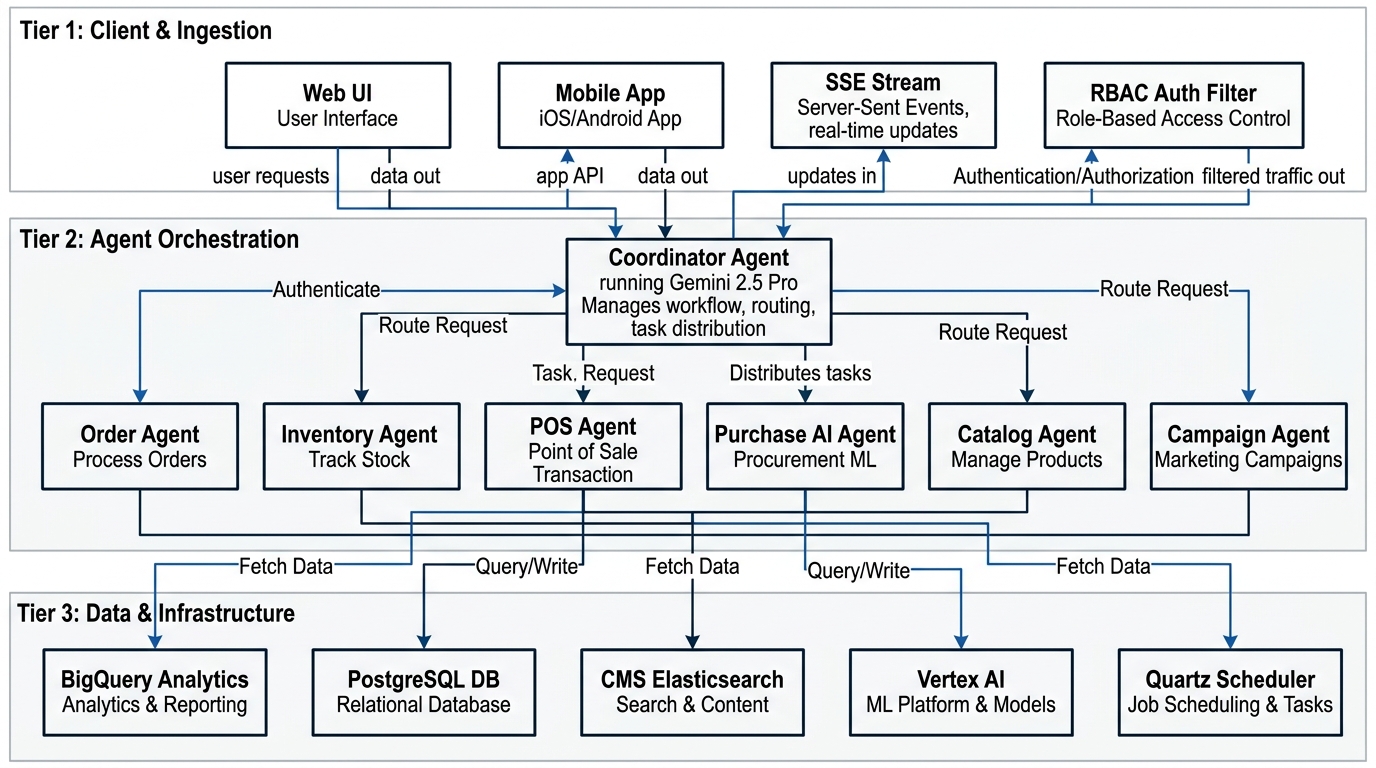 Tier 1: Client & Ingestion
Web UI
User Interface
Mobile App
iOS/Android App
SSE Stream
Server-Sent Events,
real-time updates
RBAC Auth Filter
Role-Based Access Control
user requests
data out
app API
data out
updates in
Authentication/Authorization
filtered traffic out
Tier 2: Agent Orchestration
Coordinator Agent
running Gemini 2.5 Pro
Manages workflow, routing,
task distribution
Authenticate
Route Request
Task. Request
Distributes tasks
Route Request
Route Request
Order Agent
Process Orders
Inventory Agent
Track Stock
POS Agent
Point of Sale
Transaction
Purchase AI Agent
Procurement ML
Catalog Agent
Manage Products
Campaign Agent
Marketing Campaigns
Fetch Data
Query/Write
Fetch Data
Query/Write
Fetch Data
Tier 3: Data & Infrastructure
BigQuery Analytics
Analytics & Reporting
PostgreSQL DB
Relational Database
CMS Elasticsearch
Search & Content
Vertex AI
ML Platform & Models
Quartz Scheduler
Job Scheduling & Tasks